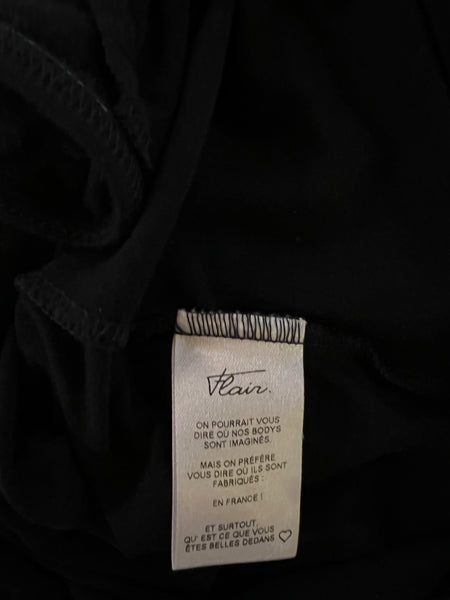 Flair.
ON POURRAIT VOUS
DIRE OÙ NOS BODYS
SONT IMAGINÉS.
MAIS ON PRÉFÈRE
VOUS DIRE OÙ ILS SONT
FABRIQUÉS :
EN FRANCE !
ET SURTOUT,
QU' EST CE QUE VOUS
ÊTES BELLES DEDANS ♡